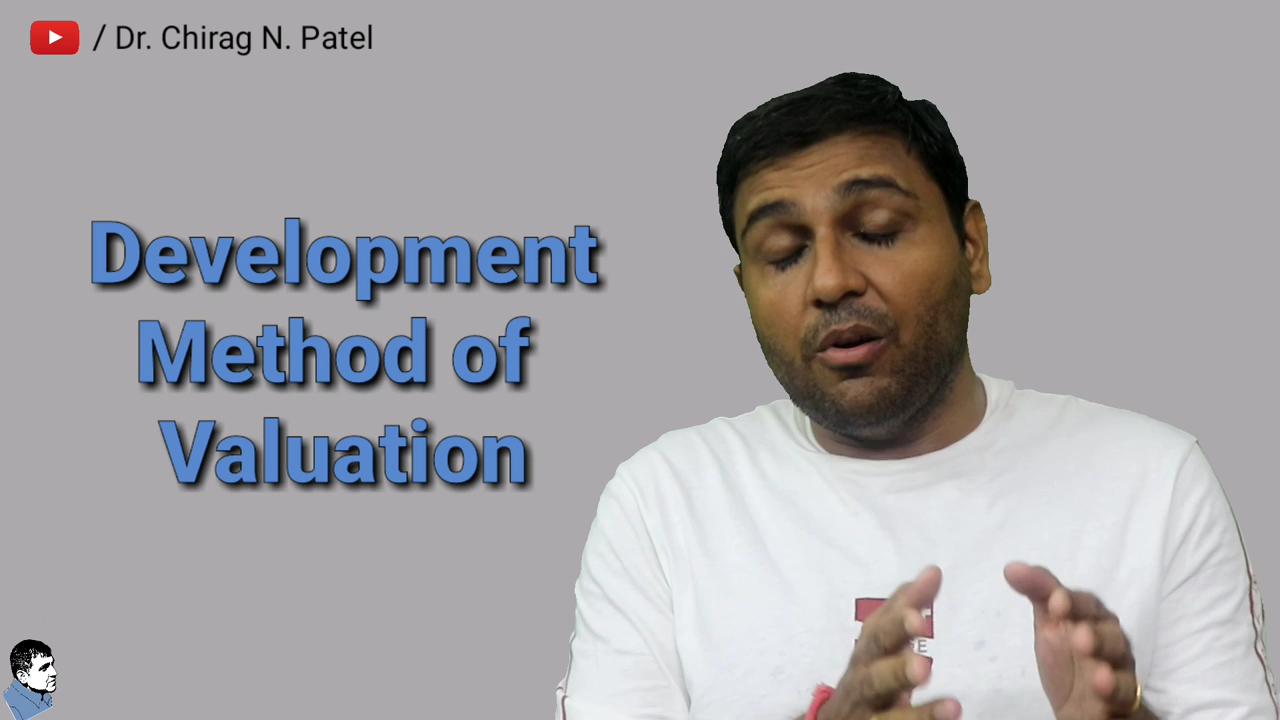 / Dr. Chirag N. Patel
Development
Method of
Valuation